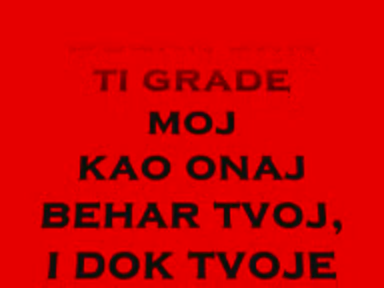 TI GRADE
MOJ
KAO ONAJ
BEHAR TVOJ,
I DOK TVOJE